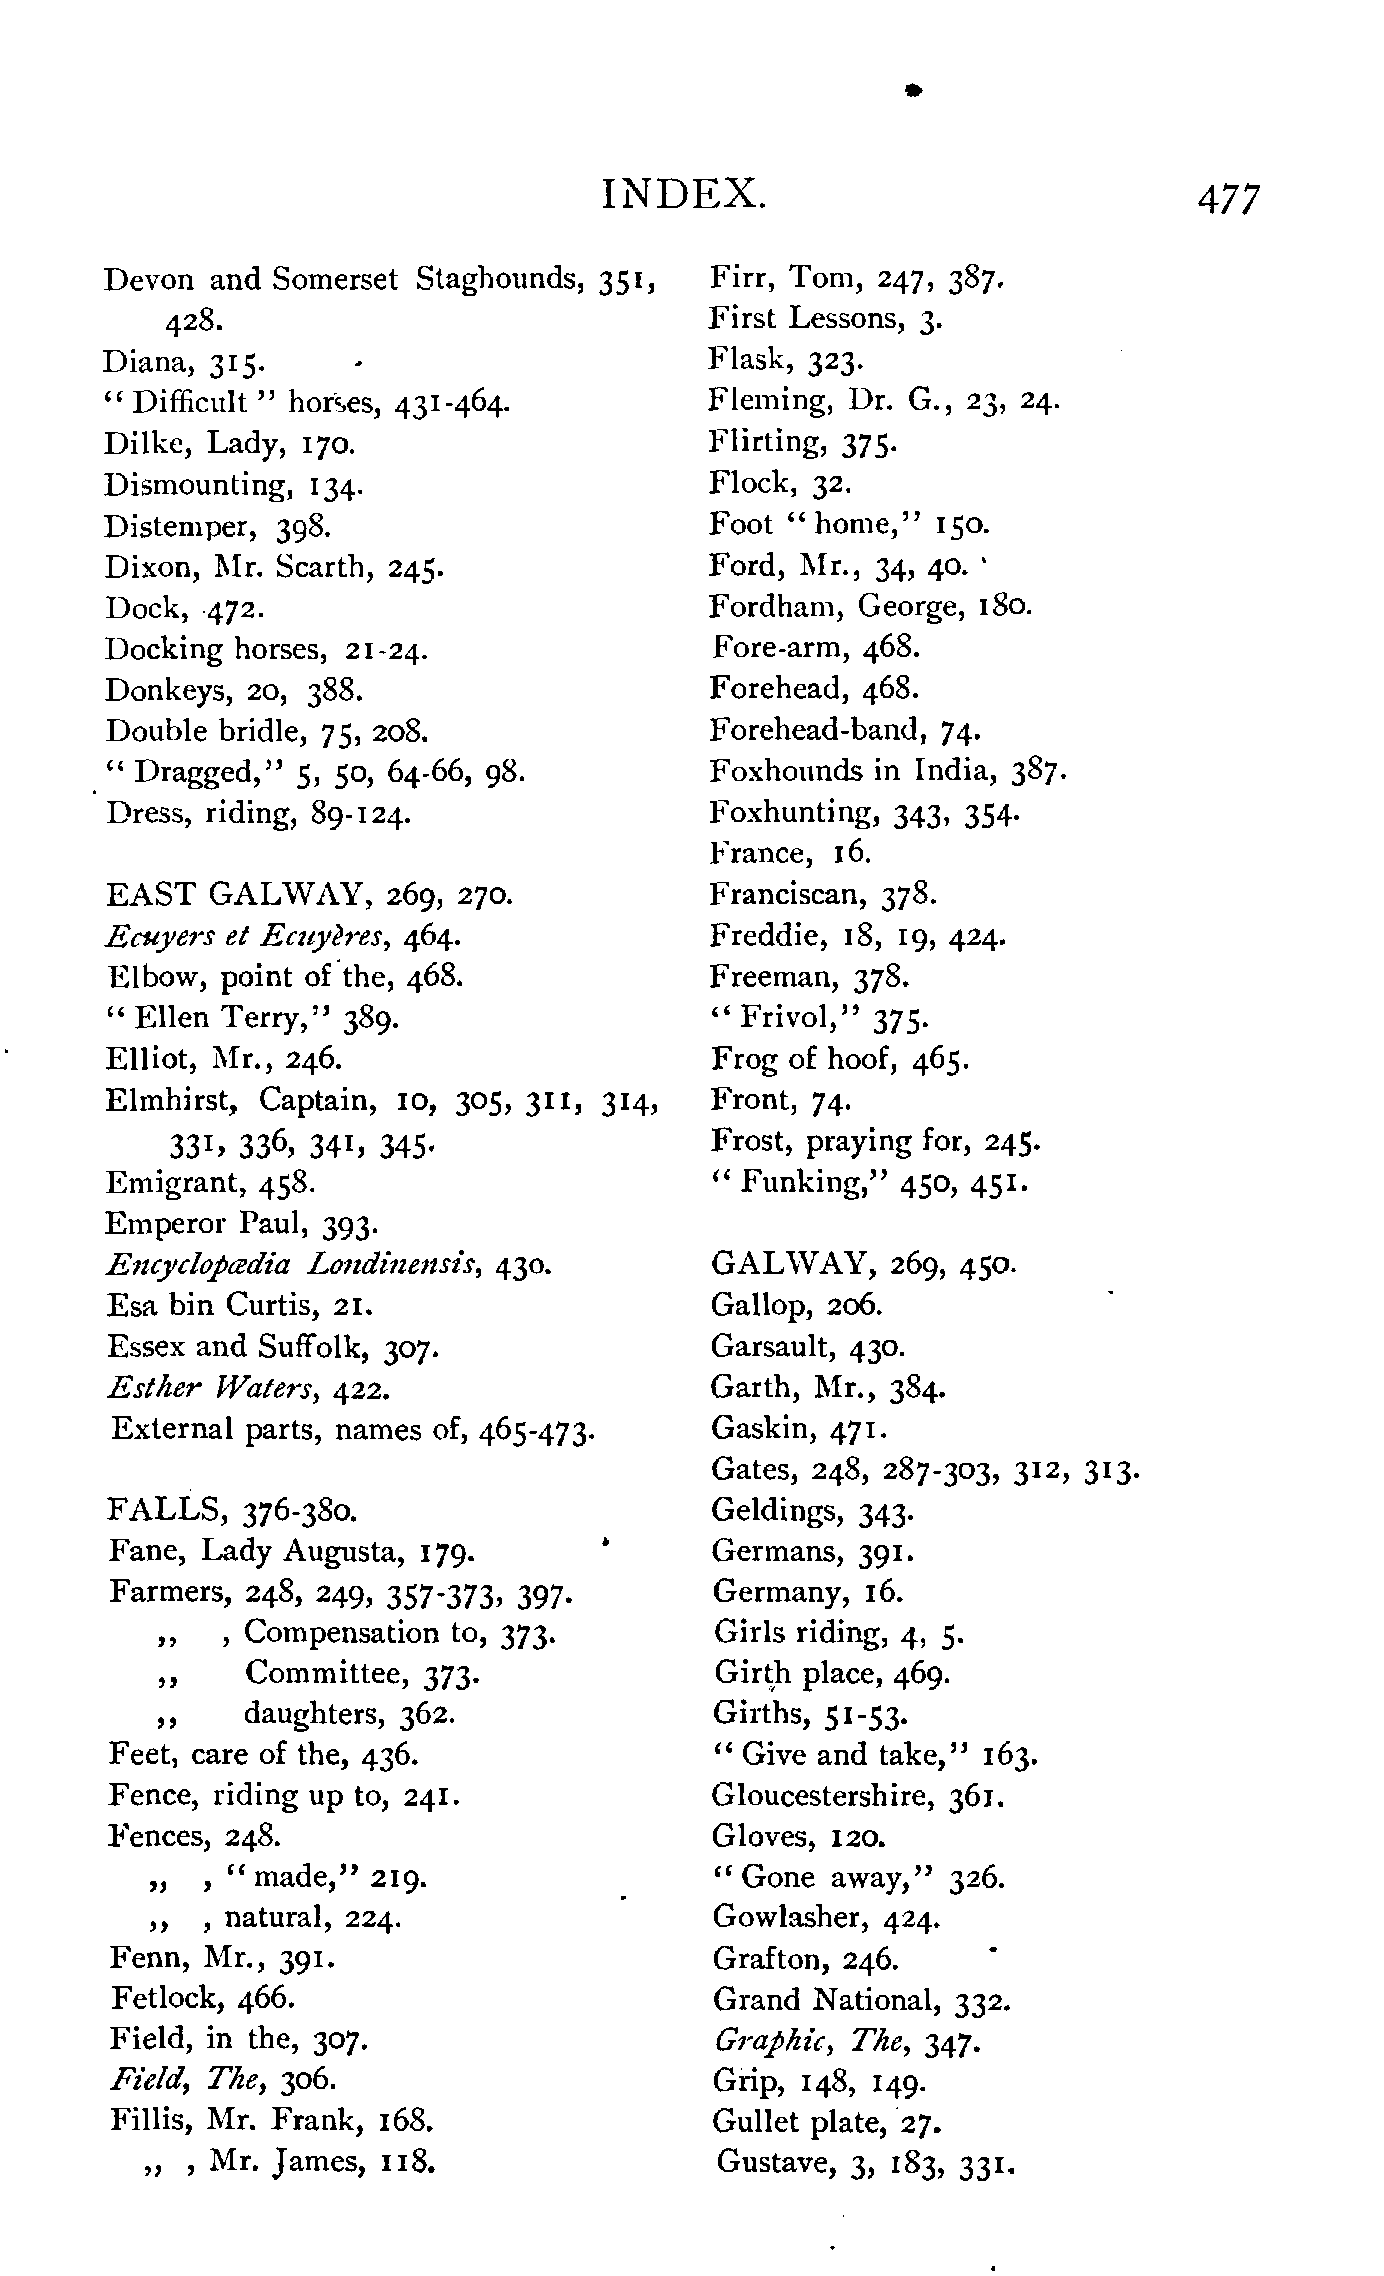 INDEX.
477
Devon and Somerset Staghounds, 351,
428.
Diana, 315.
“ Difficult ” horses, 431-464.
Dilke, Lady, 170.
Dismounting, 134.
Distemper, 398.
Dixon, Mr. Scarth, 245.
Dock, 472.
Docking horses, 21-24.
Donkeys, 20, 388.
Double bridle, 75, 208.
“ Dragged,” 5, 50, 64-66, 98.
Dress, riding, 89-124.
EAST GALWAY, 269, 270.
Ecuyers et Ecuyères, 464.
Elbow, point of the, 468.
“ Ellen Terry,” 389.
Elliot, Mr., 246.
Elmhirst, Captain, 10, 305, 311, 314,
331, 336, 341, 345.
Emigrant, 458.
Emperor Paul, 393.
Encyclopædia Londinensis, 430.
Esa bin Curtis, 21.
Essex and Suffolk, 307.
Esther Waters, 422.
External parts, names of, 465-473.
FALLS, 376-380.
Fane, Lady Augusta, 179.
Farmers, 248, 249, 357-373, 397.
„ , Compensation to, 373.
„ Committee, 373.
„ daughters, 362.
Feet, care of the, 436.
Fence, riding up to, 241.
Fences, 248.
„ , “ made,” 219.
„ , natural, 224.
Fenn, Mr., 391.
Fetlock, 466.
Field, in the, 307.
Field, The, 306.
Fillis, Mr. Frank, 168.
„ , Mr. James, 118.
Firr, Tom, 247, 387.
First Lessons, 3.
Flask, 323.
Fleming, Dr. G., 23, 24.
Flirting, 375.
Flock, 32.
Foot “ home,” 150.
Ford, Mr., 34, 40.
Fordham, George, 180.
Fore-arm, 468.
Forehead, 468.
Forehead-band, 74.
Foxhounds in India, 387.
Foxhunting, 343, 354.
France, 16.
Franciscan, 378.
Freddie, 18, 19, 424.
Freeman, 378.
“ Frivol,” 375.
Frog of hoof, 465.
Front, 74.
Frost, praying for, 245.
“ Funking,” 450, 451.
GALWAY, 269, 450.
Gallop, 206.
Garsault, 430.
Garth, Mr., 384.
Gaskin, 471.
Gates, 248, 287-303, 312, 313.
Geldings, 343.
Germans, 391.
Germany, 16.
Girls riding, 4, 5.
Girth place, 469.
Girths, 51-53.
“ Give and take,” 163.
Gloucestershire, 361.
Gloves, 120.
“ Gone away,” 326.
Gowlasher, 424.
Grafton, 246.
Grand National, 332.
Graphic, The, 347.
Grip, 148, 149.
Gullet plate, 27.
Gustave, 3, 183, 331.